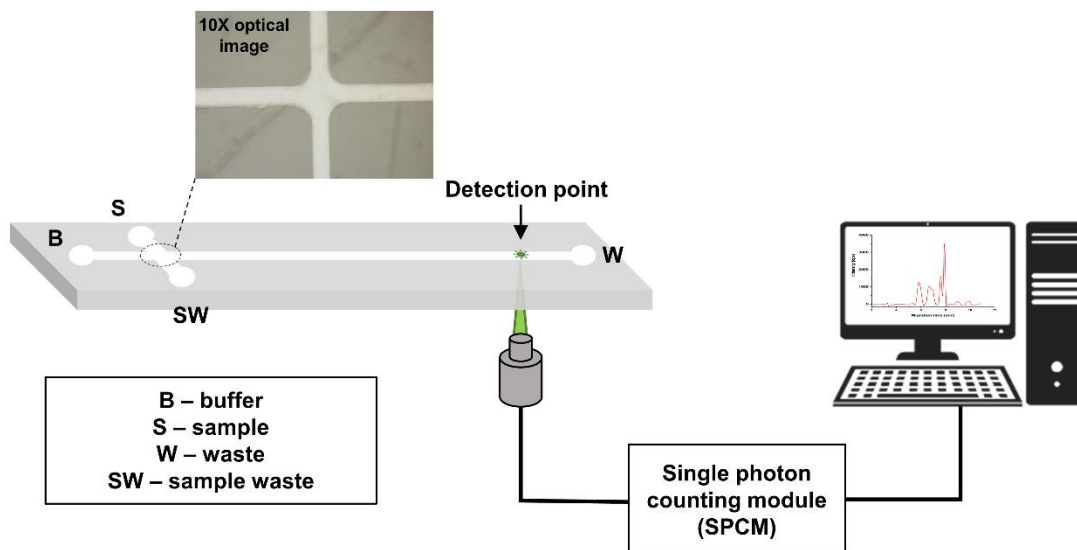 10X optical
image
Detection point
S
B
W
SW
B – buffer
S – sample
W – waste
SW – sample waste
Single photon
counting module
(SPCM)